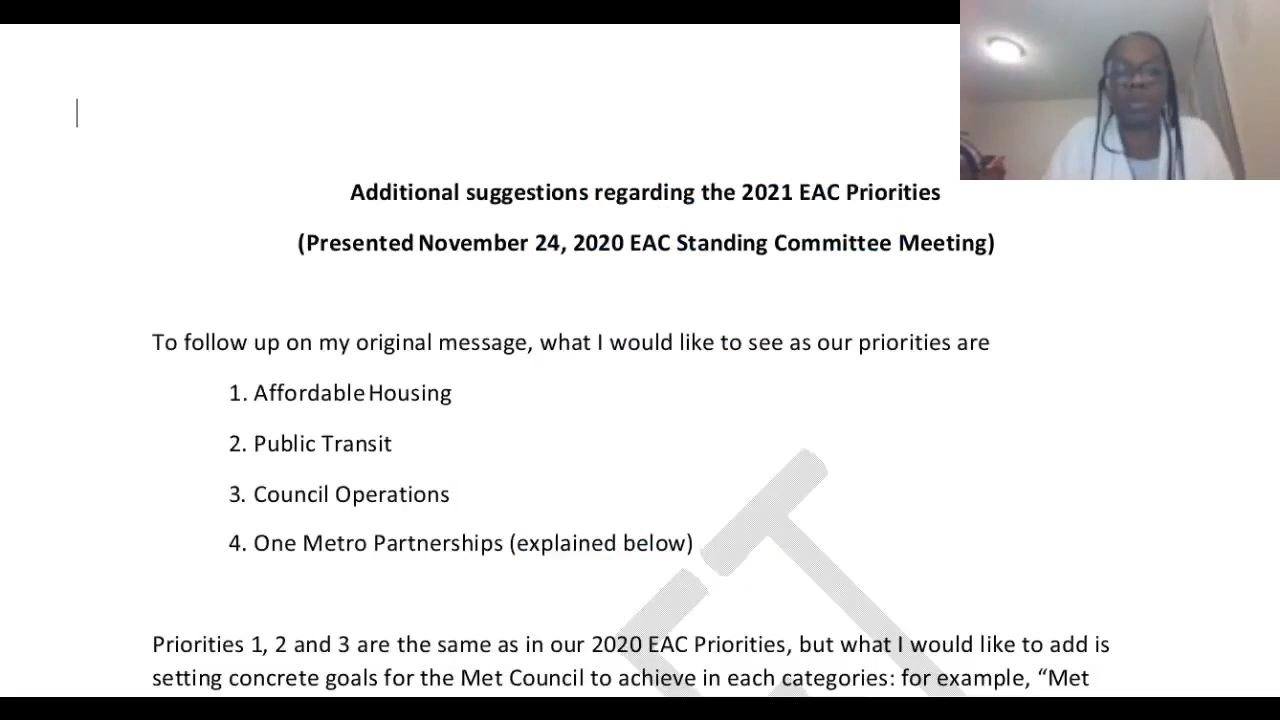 Additional suggestions regarding the 2021 EAC Priorities
(Presented November 24, 2020 EAC Standing Committee Meeting)
To follow up on my original message, what I would like to see as our priorities are
1. Affordable Housing
2. Public Transit
3. Council Operations
4. One Metro Partnerships (explained below)
Priorities 1, 2 and 3 are the same as in our 2020 EAC Priorities, but what I would like to add is
setting concrete goals for the Met Council to achieve in each categories: for example, “Met